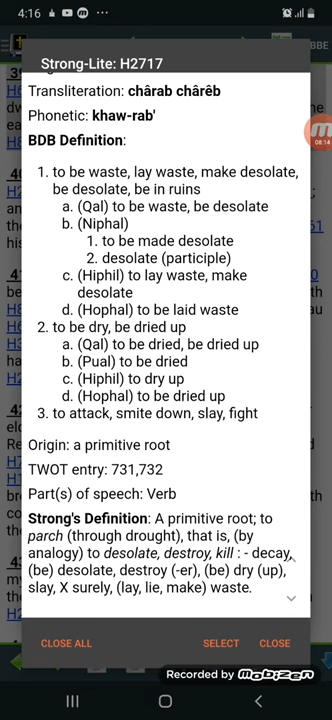 4:16
BBE
Strong-Lite: H2717
Transliteration: chârab chârêb
Phonetic: khaw-rab'
BDB Definition:
1. to be waste, lay waste, make desolate,
be desolate, be in ruins
a. (Qal) to be waste, be desolate
b. (Niphal)
1. to be made desolate
2. desolate (participle)
c. (Hiphil) to lay waste, make
desolate
d. (Hophal) to be laid waste
2. to be dry, be dried up
a. (Qal) to be dried, be dried up
b. (Pual) to be dried
c. (Hiphil) to dry up
d. (Hophal) to be dried up
3. to attack, smite down, slay, fight
Origin: a primitive root
TWOT entry: 731,732
Part(s) of speech: Verb
Strong's Definition: A primitive root; to
parch (through drought), that is, (by
analogy) to desolate, destroy, kill : - decay,
(be) desolate, destroy (-er), (be) dry (up),
slay, X surely, (lay, lie, make) waste.
CLOSE ALL SELECT CLOSE
08:14
Recorded by Mobizen